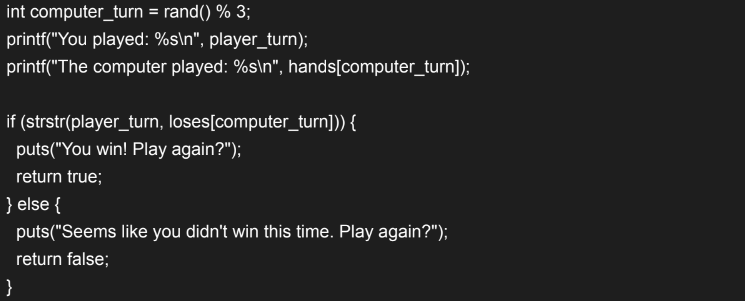 int computer_turn = rand() % 3;
printf("You played: %s\n", player_turn);
printf("The computer played: %s\n", hands[computer_turn]);

if (strstr(player_turn, loses[computer_turn])) {
  puts("You win! Play again?");
  return true;
} else {
  puts("Seems like you didn't win this time. Play again?");
  return false;
}